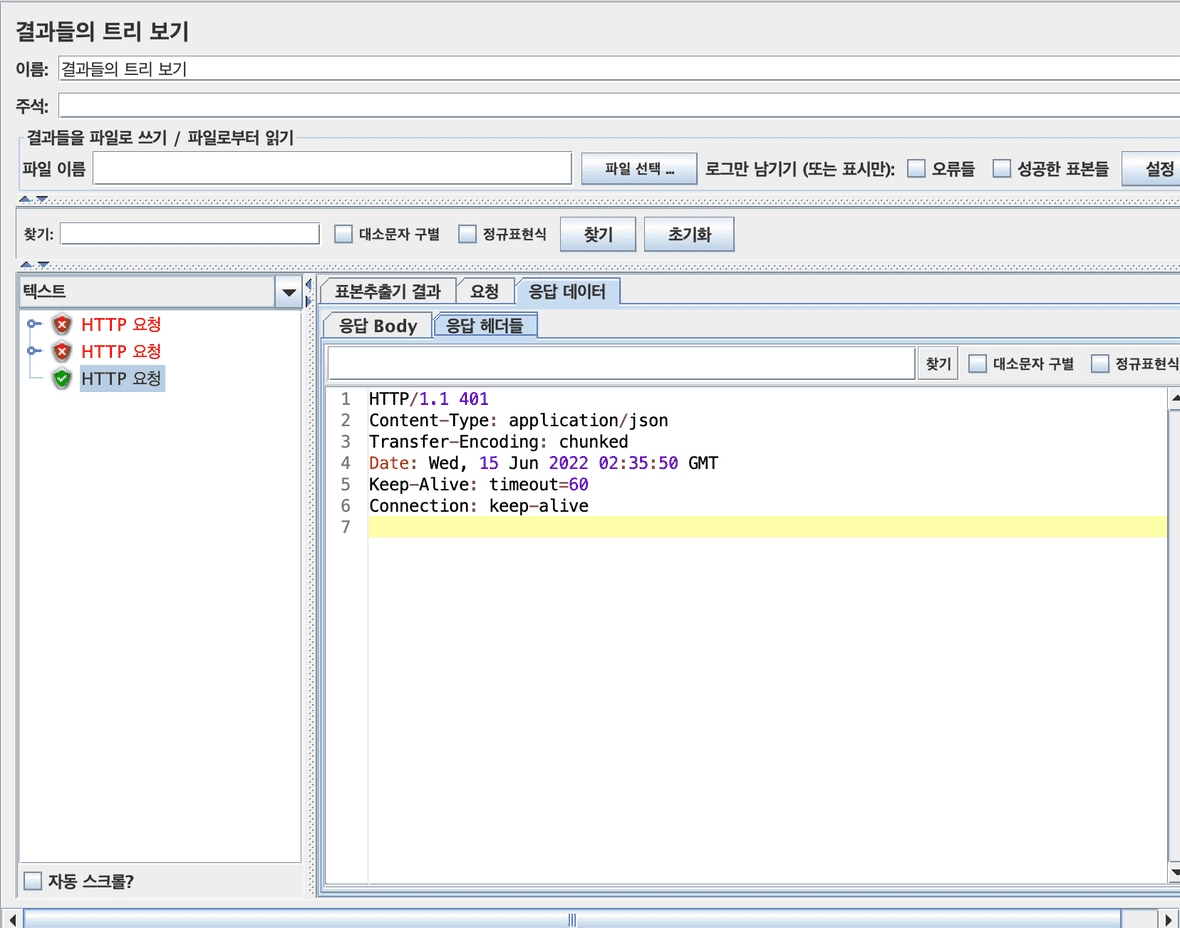 결과들의 트리 보기
이름: 결과들의 트리 보기
주석:
결과들을 파일로 쓰기 / 파일로부터 읽기
파일 이름 파일 선택 ... 로그만 남기기 (또는 표시만): 오류들 성공한 표본들 설정
찾기: 대소문자 구별 정규표현식 찾기 초기화
텍스트
HTTP 요청
HTTP 요청
HTTP 요청
자동 스크롤?
표본추출기 결과 요청 응답 데이터
응답 Body 응답 헤더들
찾기 대소문자 구별 정규표현식
1 HTTP/1.1 401
2 Content-Type: application/json
3 Transfer-Encoding: chunked
4 Date: Wed, 15 Jun 2022 02:35:50 GMT
5 Keep-Alive: timeout=60
6 Connection: keep-alive
7